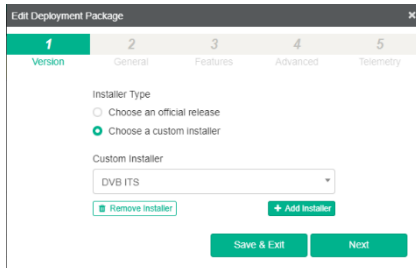 Edit Deployment Package
×
1 2 3 4 5
Version General Features Advanced Telemetry
Installer Type
Choose an official release
Choose a custom installer
Custom Installer
DVB ITS
Remove Installer + Add Installer
Save & Exit Next